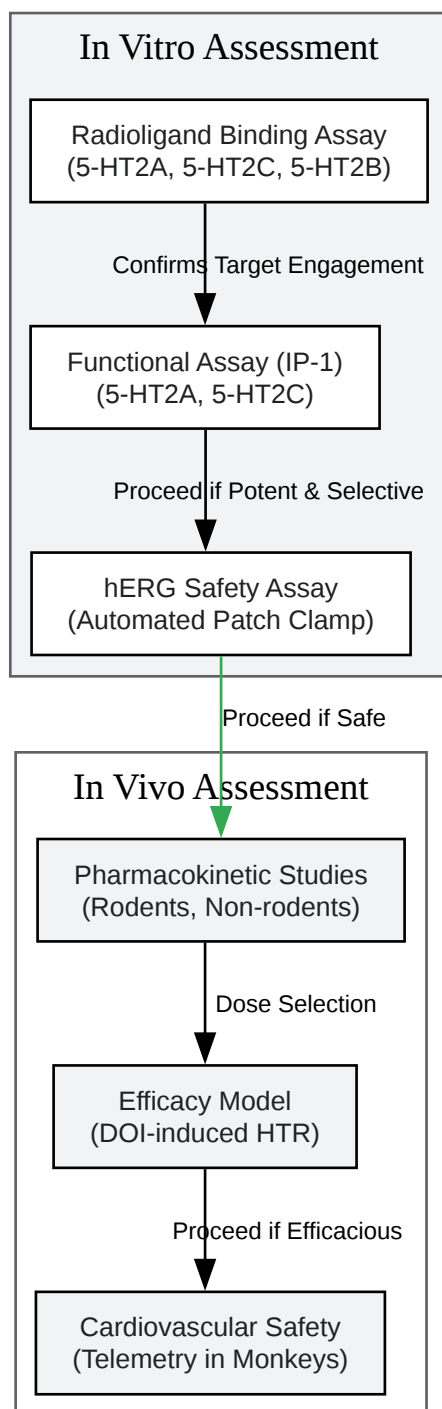 In Vitro Assessment
Radioligand Binding Assay
(5-HT2A, 5-HT2C, 5-HT2B)
Confirms Target Engagement
Functional Assay (IP-1)
(5-HT2A, 5-HT2C)
Proceed if Potent & Selective
hERG Safety Assay
(Automated Patch Clamp)
Proceed if Safe
In Vivo Assessment
Pharmacokinetic Studies
(Rodents, Non-rodents)
Dose Selection
Efficacy Model
(DOI-induced HTR)
Proceed if Efficacious
Cardiovascular Safety
(Telemetry in Monkeys)